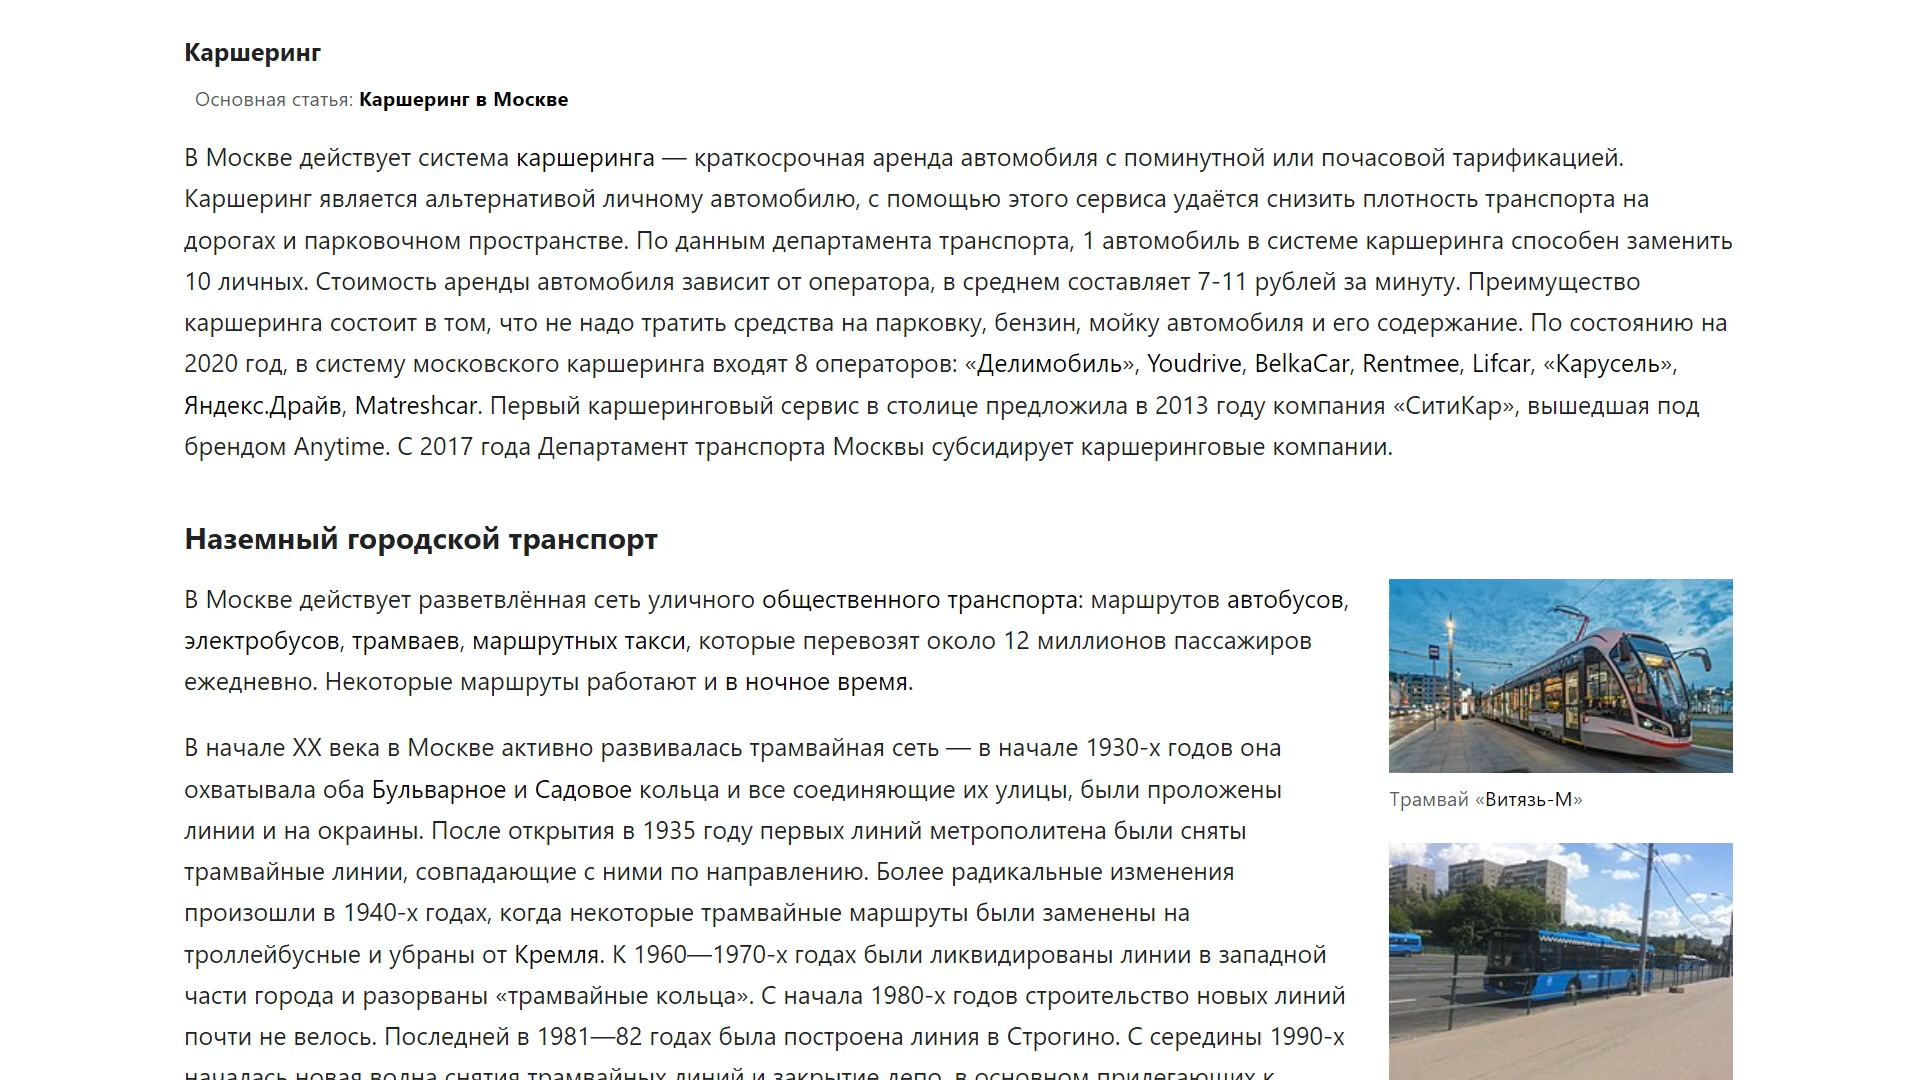 Каршеринг
Основная статья: Каршеринг в Москве
В Москве действует система каршеринга — краткосрочная аренда автомобиля с поминутной или почасовой тарификацией.
Каршеринг является альтернативой личному автомобилю, с помощью этого сервиса удаётся снизить плотность транспорта на
дорогах и парковочном пространстве. По данным департамента транспорта, 1 автомобиль в системе каршеринга способен заменить
10 личных. Стоимость аренды автомобиля зависит от оператора, в среднем составляет 7-11 рублей за минуту. Преимущество
каршеринга состоит в том, что не надо тратить средства на парковку, бензин, мойку автомобиля и его содержание. По состоянию на
2020 год, в систему московского каршеринга входят 8 операторов: «Делимобиль», Youdrive, BelkaCar, Rentmee, Lifcar, «Карусель»,
Яндекс.Драйв, Matreshcar. Первый каршеринговый сервис в столице предложила в 2013 году компания «СитиКар», вышедшая под
брендом Anytime. С 2017 года Департамент транспорта Москвы субсидирует каршеринговые компании.
Наземный городской транспорт
В Москве действует разветвлённая сеть уличного общественного транспорта: маршрутов автобусов,
электробусов, трамваев, маршрутных такси, которые перевозят около 12 миллионов пассажиров
ежедневно. Некоторые маршруты работают и в ночное время.
В начале XX века в Москве активно развивалась трамвайная сеть — в начале 1930-х годов она
охватывала оба Бульварное и Садовое кольца и все соединяющие их улицы, были проложены
линии и на окраины. После открытия в 1935 году первых линий метрополитена были сняты
трамвайные линии, совпадающие с ними по направлению. Более радикальные изменения
произошли в 1940-х годах, когда некоторые трамвайные маршруты были заменены на
троллейбусные и убраны от Кремля. К 1960—1970-х годах были ликвидированы линии в западной
части города и разорваны «трамвайные кольца». С начала 1980-х годов строительство новых линий
почти не велось. Последней в 1981—82 годах была построена линия в Строгино. С середины 1990-х
началась новая волна снятия трамвайных линий и закрытие депо, в основном прилегающих к
Трамвай «Витязь-М»